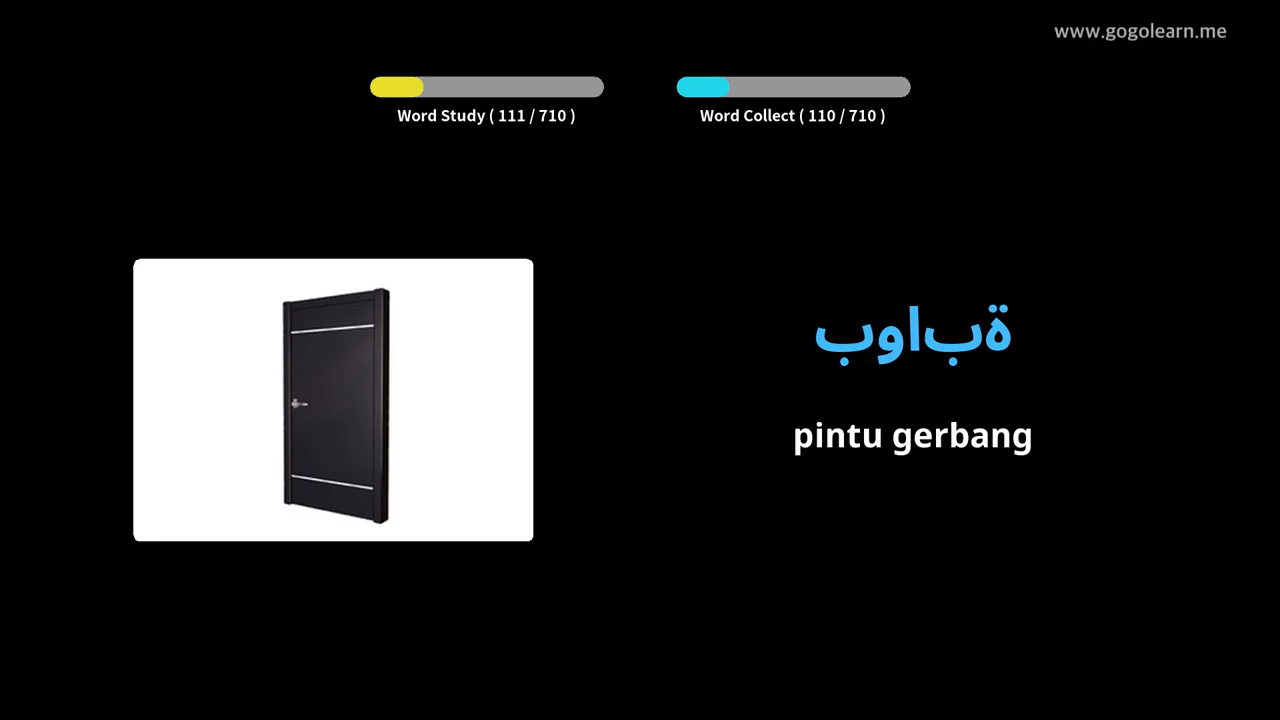 www.gogolearn.me
Word Study ( 111 / 710 )
Word Collect ( 110 / 710 )
بوابة
pintu gerbang